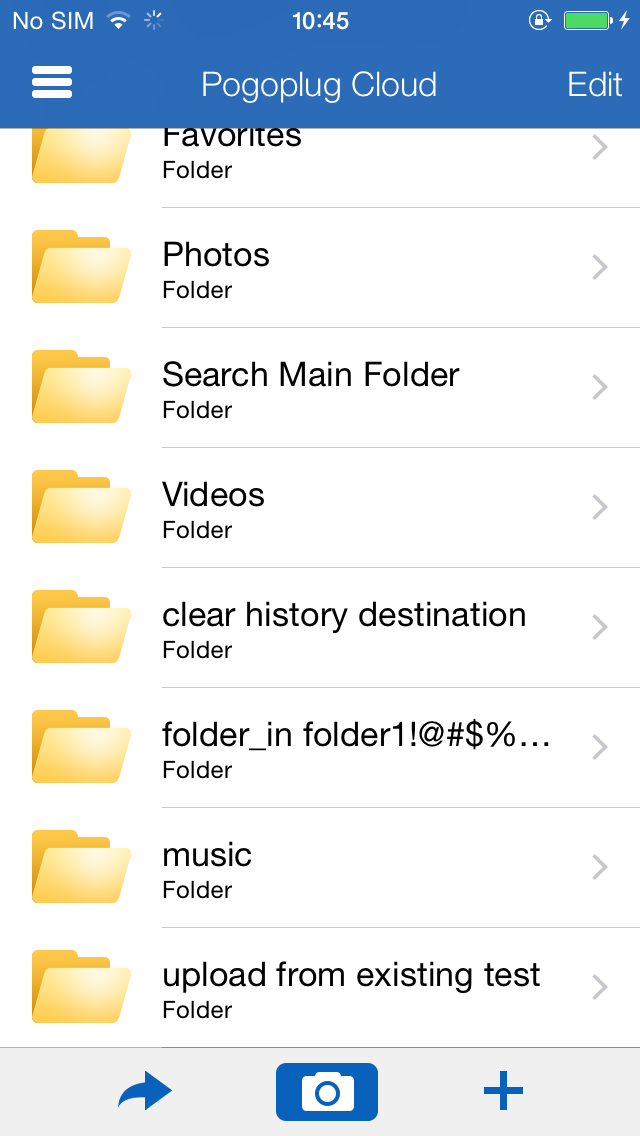 No SIM 10:45
Pogoplug Cloud Edit
Favorites
Folder
Photos
Folder
Search Main Folder
Folder
Videos
Folder
clear history destination
Folder
folder_in folder1!@#$%...
Folder
music
Folder
upload from existing test
Folder